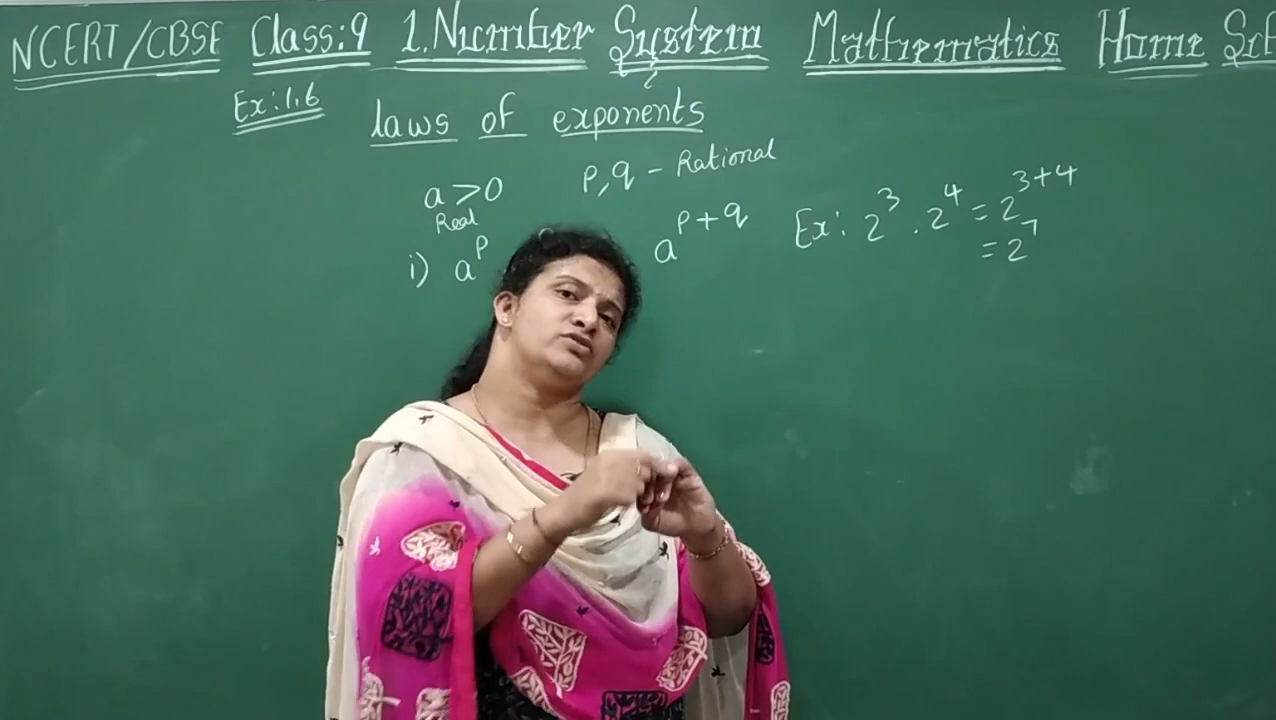 NCERT/CBSE Class:9 1.Number System Mathematics Home
Ex:1.6
laws of exponents
a>0 p,q - Rational
Real
i) a^p a^p+q Ex: 2^3 . 2^4 = 2^3+4
= 2^7